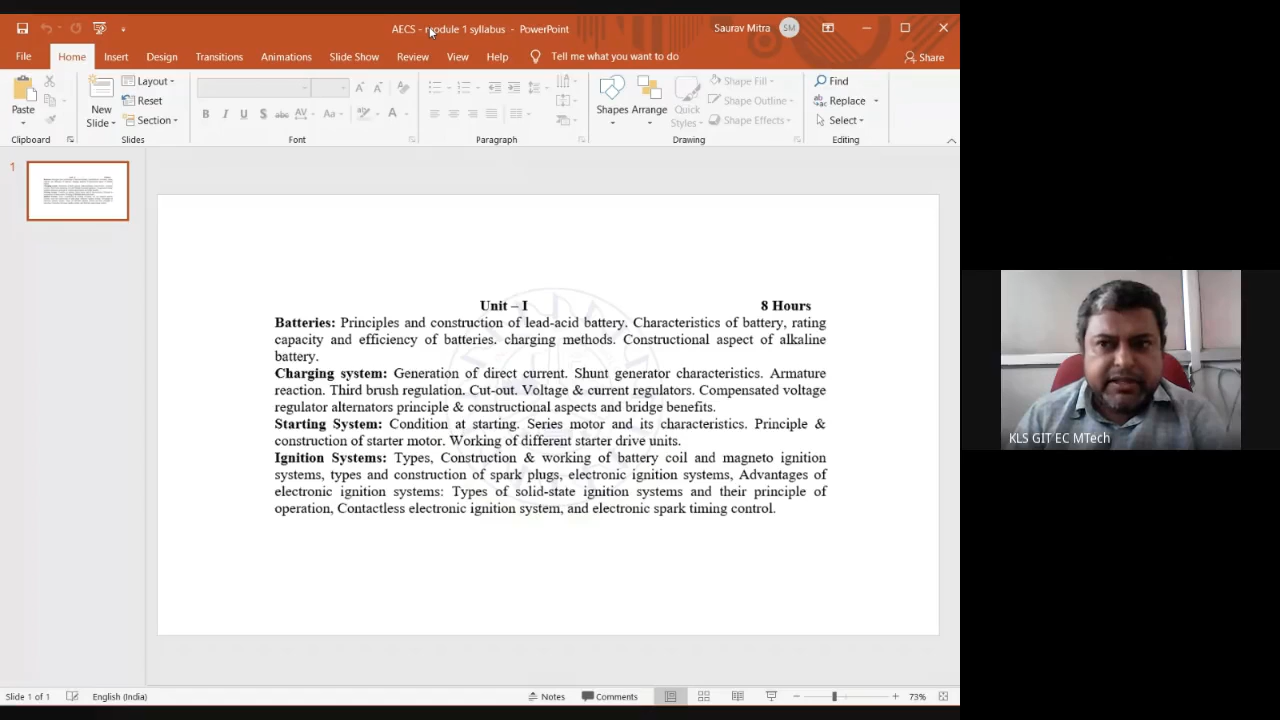 AECS - module 1 syllabus - PowerPoint
Saurav Mitra SM
File Home Insert Design Transitions Animations Slide Show Review View Help Tell me what you want to do Share
Paste
Clipboard
New
Slide
Layout
Reset
Section
Slides
B I U S abc AV Aa A
Font
Paragraph
Shapes
Arrange
Quick
Styles
Shape Fill
Shape Outline
Shape Effects
Drawing
Find
Replace
Select
Editing
1
Unit – I 8 Hours
Batteries: Principles and construction of lead-acid battery. Characteristics of battery, rating
capacity and efficiency of batteries. charging methods. Constructional aspect of alkaline
battery.
Charging system: Generation of direct current. Shunt generator characteristics. Armature
reaction. Third brush regulation. Cut-out. Voltage & current regulators. Compensated voltage
regulator alternators principle & constructional aspects and bridge benefits.
Starting System: Condition at starting. Series motor and its characteristics. Principle &
construction of starter motor. Working of different starter drive units.
Ignition Systems: Types, Construction & working of battery coil and magneto ignition
systems, types and construction of spark plugs, electronic ignition systems, Advantages of
electronic ignition systems: Types of solid-state ignition systems and their principle of
operation, Contactless electronic ignition system, and electronic spark timing control.
KLS GIT EC MTech
Slide 1 of 1 English (India) Notes Comments 73%